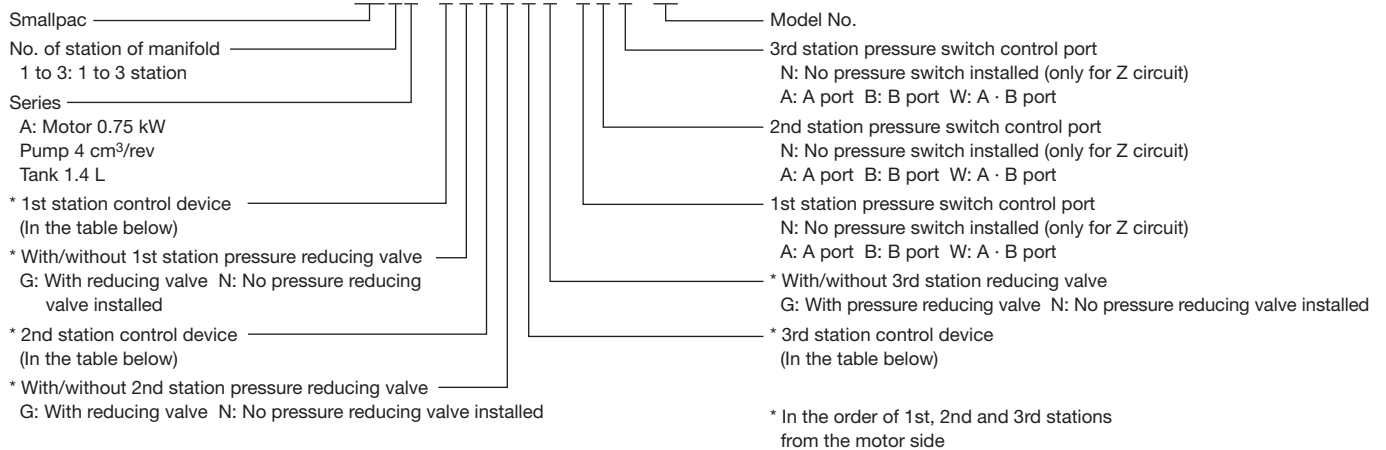 Smallpac
No. of station of manifold
1 to 3: 1 to 3 station
Series
A: Motor 0.75 kW
Pump 4 cm³/rev
Tank 1.4 L
* 1st station control device
(In the table below)
* With/without 1st station pressure reducing valve
G: With reducing valve N: No pressure reducing
valve installed
* 2nd station control device
(In the table below)
* With/without 2nd station pressure reducing valve
G: With reducing valve N: No pressure reducing valve installed
Model No.
3rd station pressure switch control port
N: No pressure switch installed (only for Z circuit)
A: A port B: B port W: A · B port
2nd station pressure switch control port
N: No pressure switch installed (only for Z circuit)
A: A port B: B port W: A · B port
1st station pressure switch control port
N: No pressure switch installed (only for Z circuit)
A: A port B: B port W: A · B port
* With/without 3rd station reducing valve
G: With pressure reducing valve N: No pressure reducing valve installed
* 3rd station control device
(In the table below)
* In the order of 1st, 2nd and 3rd stations
from the motor side